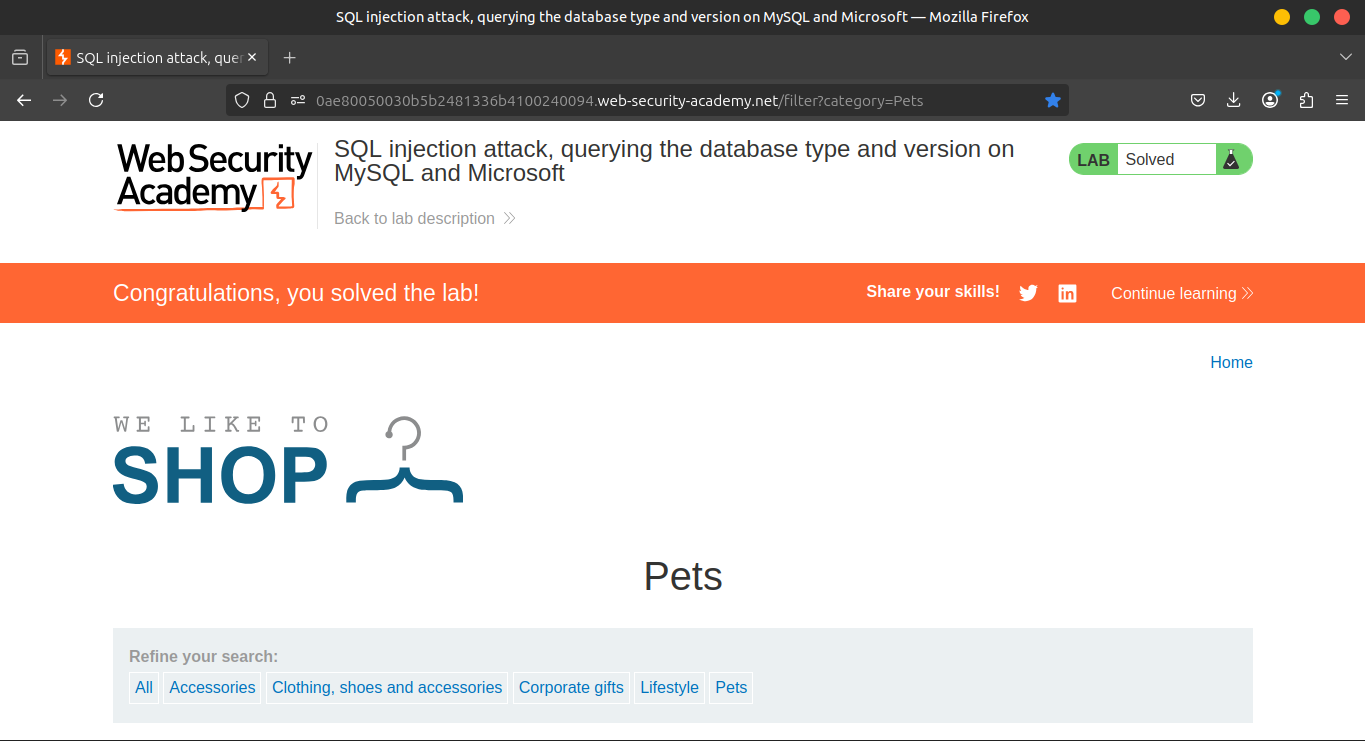 SQL injection attack, querying the database type and version on MySQL and Microsoft — Mozilla Firefox
SQL injection attack, quer
0ae80050030b5b2481336b4100240094.web-security-academy.net/filter?category=Pets
Web Security
Academy
SQL injection attack, querying the database type and version on
MySQL and Microsoft
Back to lab description
LAB Solved
Congratulations, you solved the lab!
Share your skills!
Continue learning
Home
WE LIKE TO
SHOP
Pets
Refine your search:
All Accessories Clothing, shoes and accessories Corporate gifts Lifestyle Pets